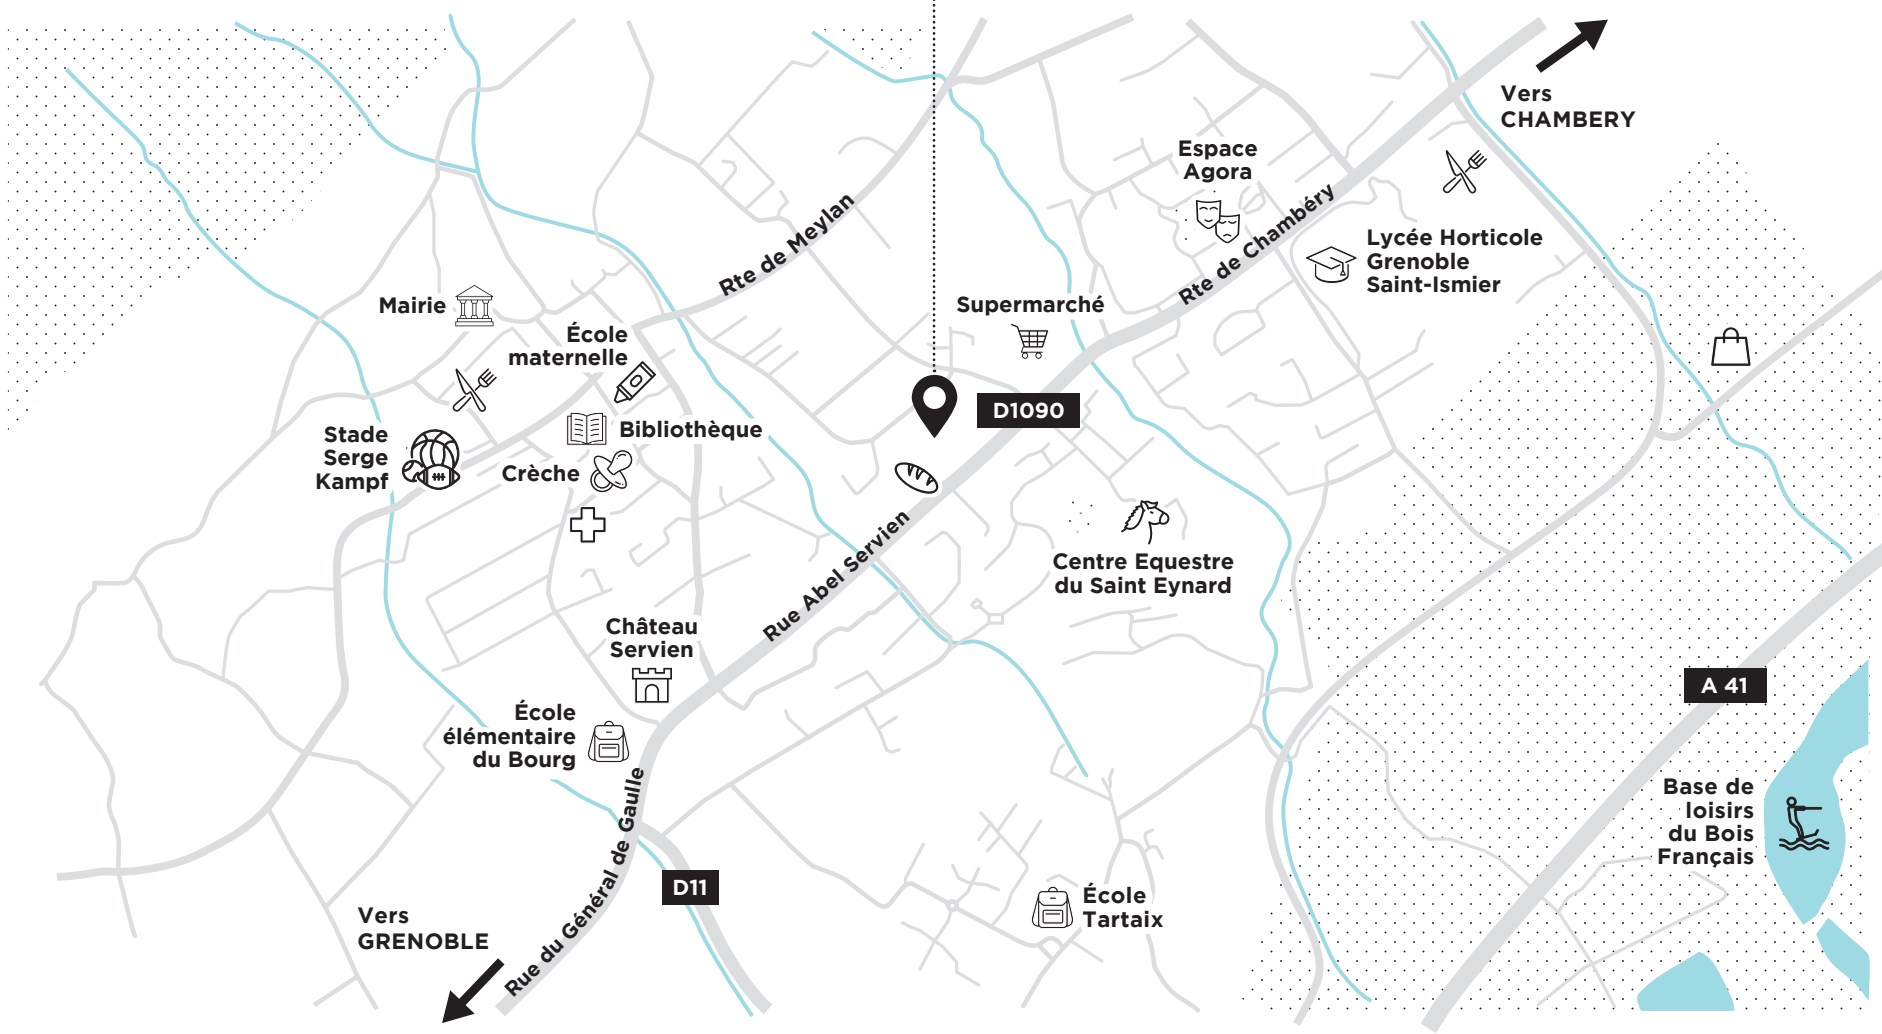 Vers
CHAMBERY
Espace
Agora
Rte de Meylan
Rte de Chambéry
Lycée Horticole
Grenoble
Saint-Ismier
Mairie
Supermarché
École
maternelle
D1090
Bibliothèque
Stade
Serge
Kampf
Crèche
Rue Abel Servien
Centre Equestre
du Saint Eynard
Château
Servien
A 41
École
élémentaire
du Bourg
Rue du Général de Gaulle
Base de
loisirs
du Bois
Français
D11
École
Tartaix
Vers
GRENOBLE